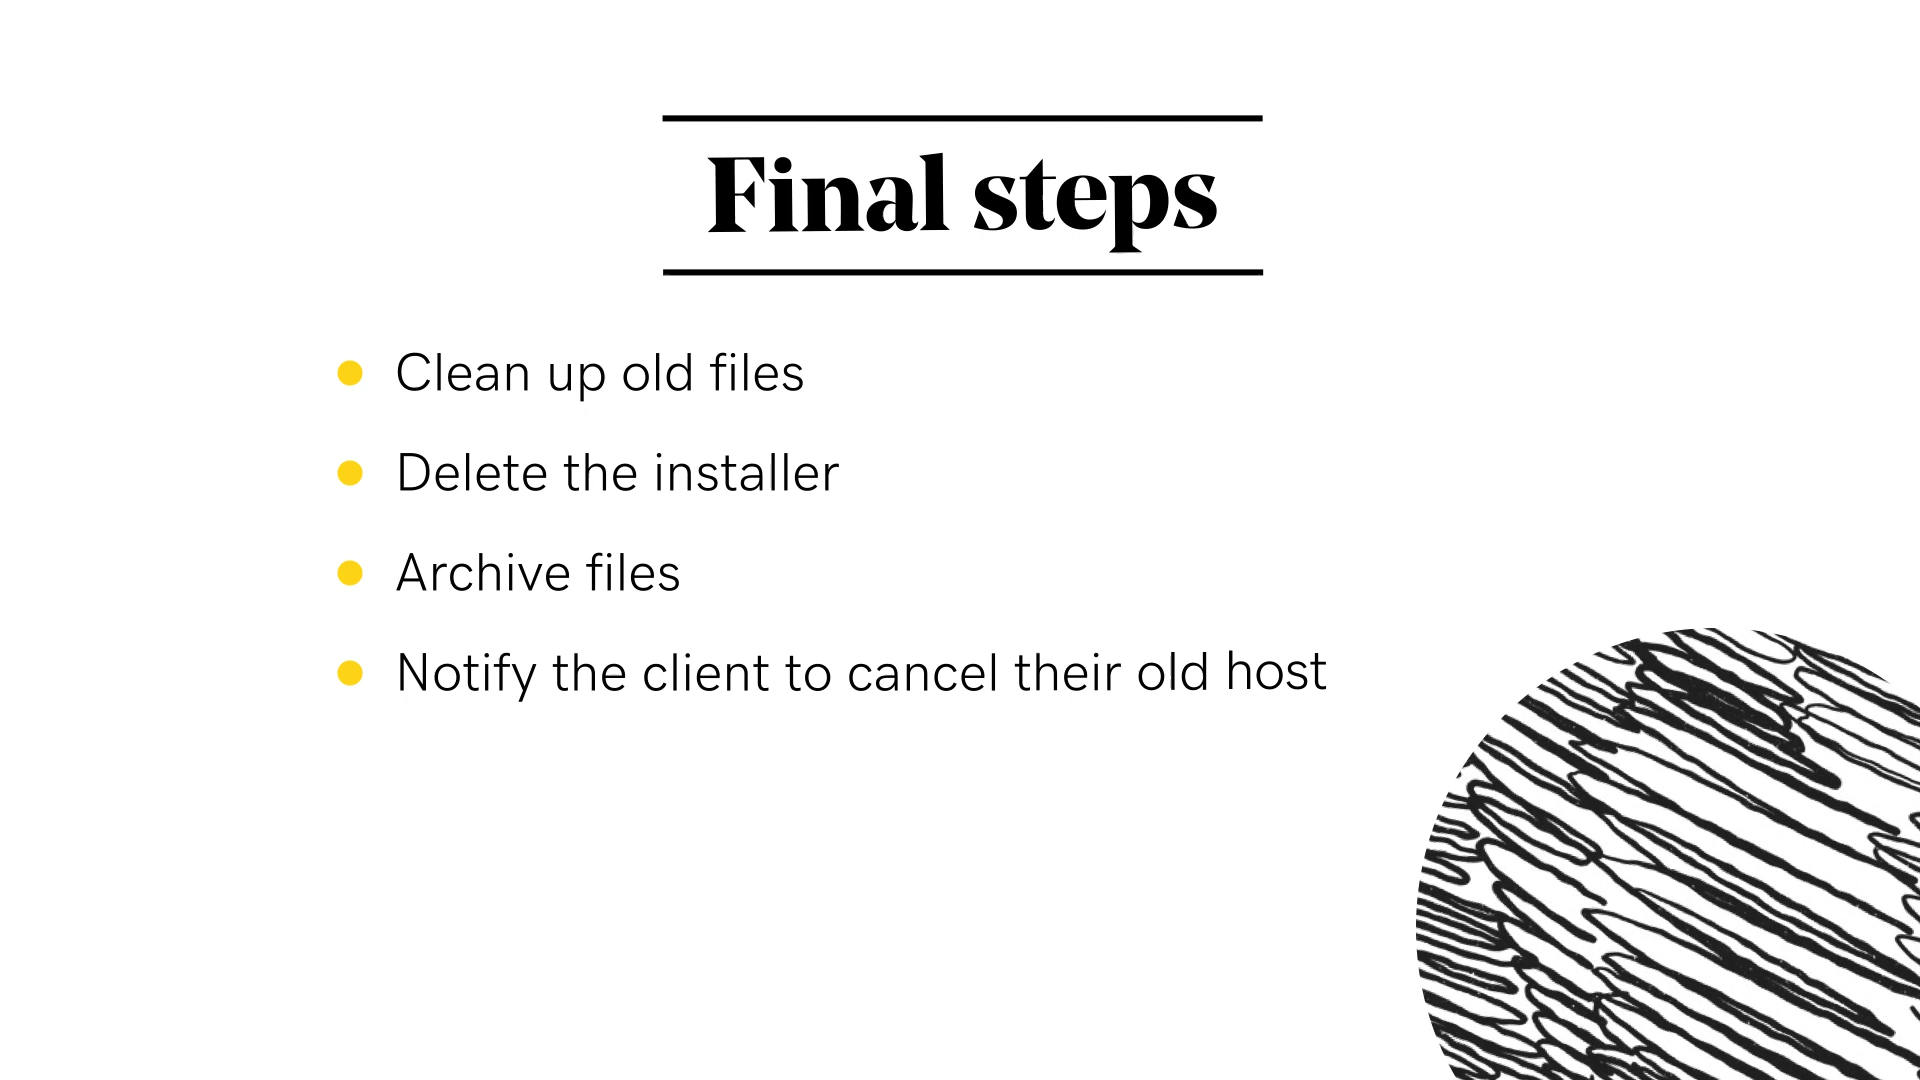 Final steps
Clean up old files
Delete the installer
Archive files
Notify the client to cancel their old host